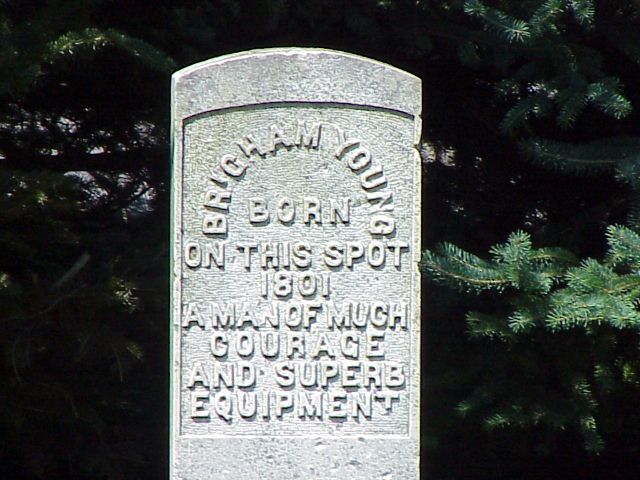 BRIGHAM YOUNG
BORN
ON THIS SPOT
1801
A MAN OF MUCH
COURAGE
AND SUPERB
EQUIPMENT